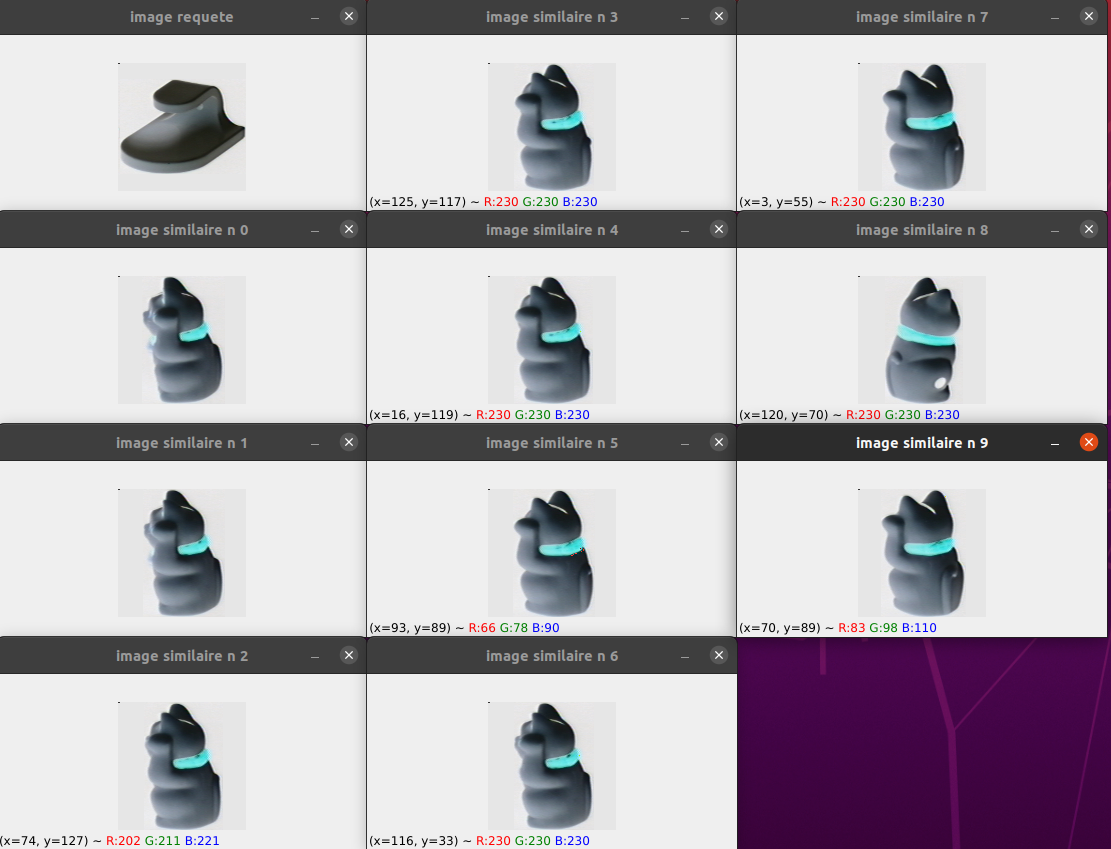 image requete
image similaire n 3
(x=125, y=117) ~ R:230 G:230 B:230
image similaire n 7
(x=3, y=55) ~ R:230 G:230 B:230
image similaire n 0
image similaire n 4
(x=16, y=119) ~ R:230 G:230 B:230
image similaire n 8
(x=120, y=70) ~ R:230 G:230 B:230
image similaire n 1
image similaire n 5
(x=93, y=89) ~ R:66 G:78 B:90
image similaire n 9
(x=70, y=89) ~ R:83 G:98 B:110
image similaire n 2
(x=74, y=127) ~ R:202 G:211 B:221
image similaire n 6
(x=116, y=33) ~ R:230 G:230 B:230